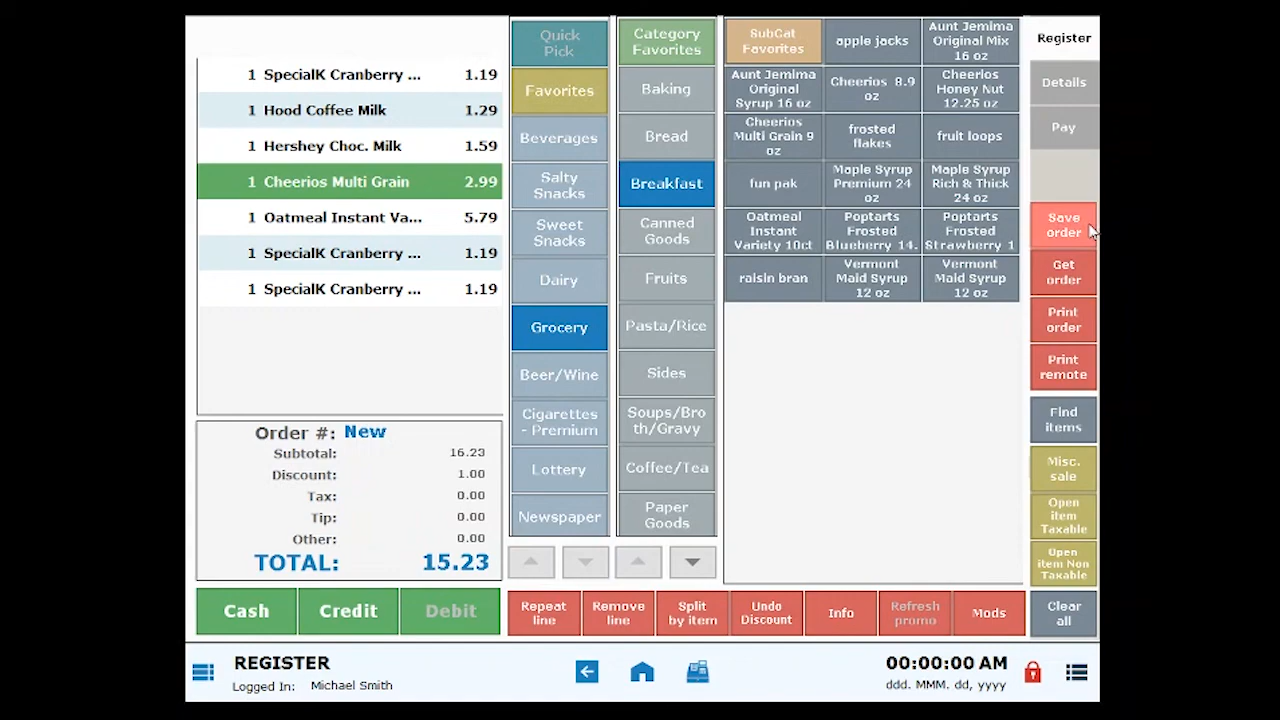 1 SpecialK Cranberry ... 1.19
1 Hood Coffee Milk 1.29
1 Hershey Choc. Milk 1.59
1 Cheerios Multi Grain 2.99
1 Oatmeal Instant Va... 5.79
1 SpecialK Cranberry ... 1.19
1 SpecialK Cranberry ... 1.19
Order #: New
Subtotal: 16.23
Discount: 1.00
Tax: 0.00
Tip: 0.00
Other: 0.00
TOTAL: 15.23
Cash
Credit
Debit
Quick
Pick
Favorites
Beverages
Salty
Snacks
Sweet
Snacks
Dairy
Grocery
Beer/Wine
Cigarettes
- Premium
Lottery
Newspaper
Category
Favorites
Baking
Bread
Breakfast
Canned
Goods
Fruits
Pasta/Rice
Sides
Soups/Bro
th/Gravy
Coffee/Tea
Paper
Goods
SubCat
Favorites
apple jacks
Aunt Jemima
Original Mix
16 oz
Aunt Jemima
Original
Syrup 16 oz
Cheerios 8.9
oz
Cheerios
Honey Nut
12.25 oz
Cheerios
Multi Grain 9
oz
frosted
flakes
fruit loops
fun pak
Maple Syrup
Premium 24
oz
Maple Syrup
Rich & Thick
24 oz
Oatmeal
Instant
Variety 10ct
Poptarts
Frosted
Blueberry 14.
Poptarts
Frosted
Strawberry 1
raisin bran
Vermont
Maid Syrup
12 oz
Vermont
Maid Syrup
12 oz
Register
Details
Pay
Save
order
Get
order
Print
order
Print
remote
Find
items
Misc.
sale
Open
item
Taxable
Open
item Non
Taxable
Clear
all
Repeat
line
Remove
line
Split
by item
Undo
Discount
Info
Refresh
promo
Mods
REGISTER
Logged In: Michael Smith
00:00:00 AM
ddd. MMM. dd, yyyy